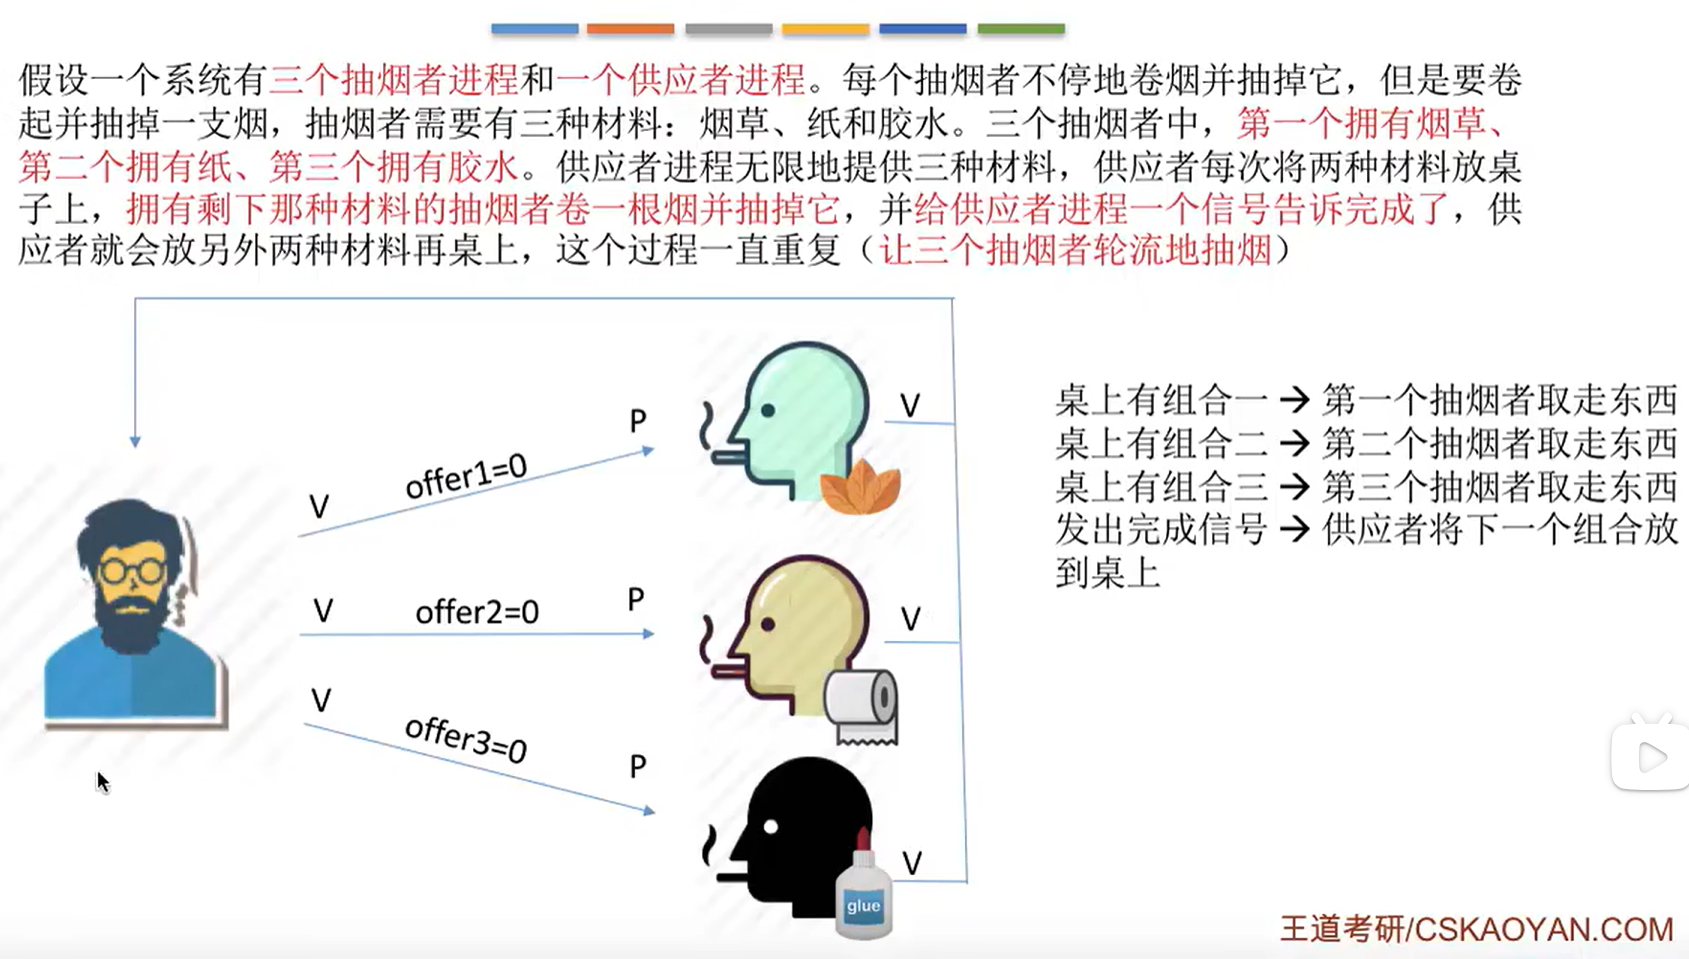 假设一个系统有三个抽烟者进程和一个供应者进程。每个抽烟者不停地卷烟并抽掉它，但是要卷
起并抽掉一支烟，抽烟者需要有三种材料：烟草、纸和胶水。三个抽烟者中，第一个拥有烟草、
第二个拥有纸、第三个拥有胶水。供应者进程无限地提供三种材料，供应者每次将两种材料放桌
子上，拥有剩下那种材料的抽烟者卷一根烟并抽掉它，并给供应者进程一个信号告诉完成了，供
应者就会放另外两种材料再桌上，这个过程一直重复（让三个抽烟者轮流地抽烟）
P
V
offer1=0
V
桌上有组合一 → 第一个抽烟者取走东西
桌上有组合二 → 第二个抽烟者取走东西
桌上有组合三 → 第三个抽烟者取走东西
发出完成信号 → 供应者将下一个组合放
到桌上
V
offer2=0
P
V
V
offer3=0
P
V
glue
王道考研/CSKAOYAN.COM